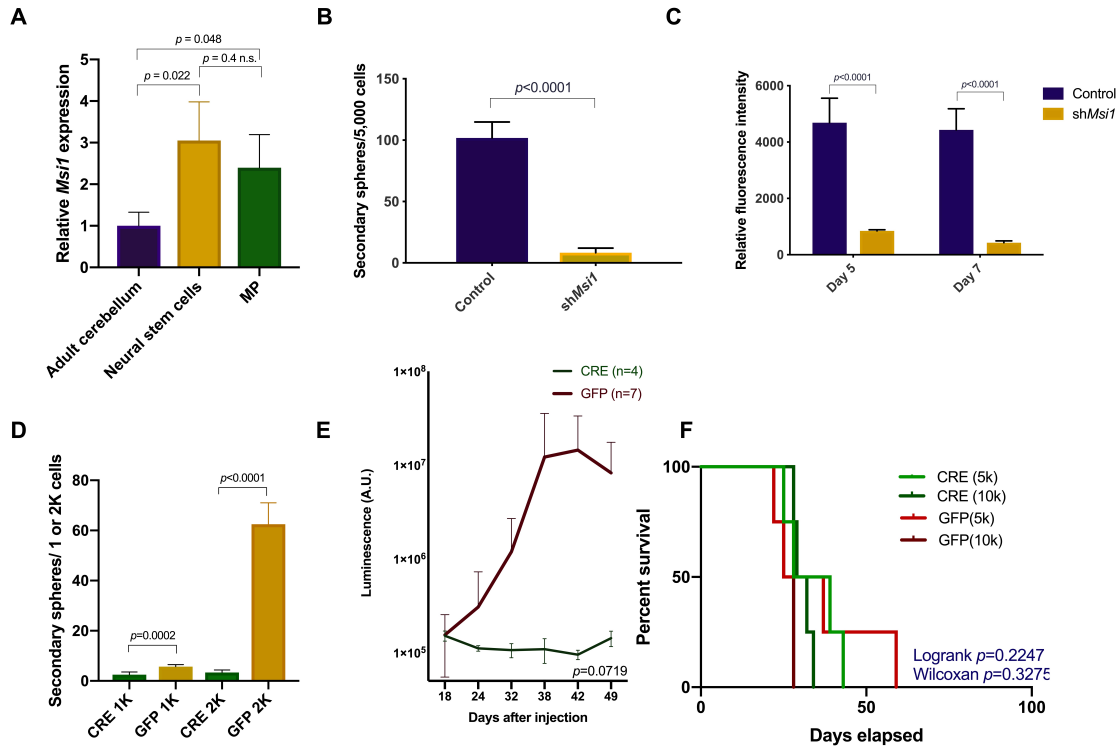 A
p = 0.048
p = 0.4 n.s.
p = 0.022
Relative Msi1 expression
5
4
3
2
1
0
Adult cerebellum
Neural stem cells
MP
B
Secondary spheres/5,000 cells
150
100
50
0
p<0.0001
Control
shMsi1
C
Relative fluorescence intensity
6000
4000
2000
0
p<0.0001
p<0.0001
Day 5
Day 7
Control
shMsi1
D
Secondary spheres/ 1 or 2K cells
80
60
40
20
0
p=0.0002
p<0.0001
CRE 1K
GFP 1K
CRE 2K
GFP 2K
E
CRE (n=4)
GFP (n=7)
Luminescence (A.U.)
1×10⁸
1×10⁷
1×10⁶
1×10⁵
p=0.0719
18 24 32 38 42 49
Days after injection
F
Percent survival
100
50
0
CRE (5k)
CRE (10k)
GFP(5k)
GFP(10k)
Logrank p=0.2247
Wilcoxan p=0.3275
0 50 100
Days elapsed